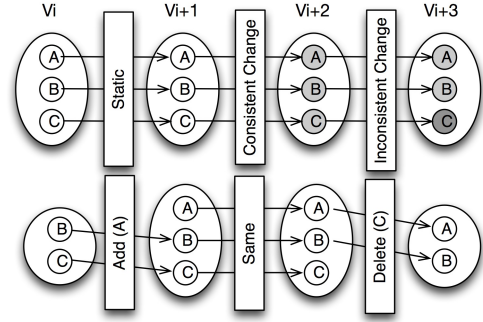 Vi Vi+1 Vi+2 Vi+3
A A A A
B B B B
C C C C
Static
Consistent Change
Inconsistent Change
A A
B B B A
C C C B
Add (A)
Same
Delete (C)